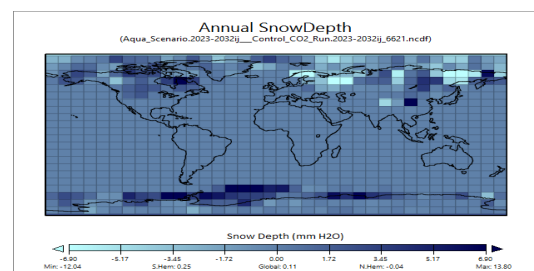 Annual SnowDepth
(Aqua_Scenario.2023-2032ij___Control_CO2_Run.2023-2032ij_6621.ncdf)
Snow Depth (mm H2O)
-6.90 -5.17 -3.45 -1.72 0.00 1.72 3.45 5.17 6.90
Min: -12.04 S.Hem: 0.25 Global: 0.11 N.Hem: -0.04 Max: 13.80